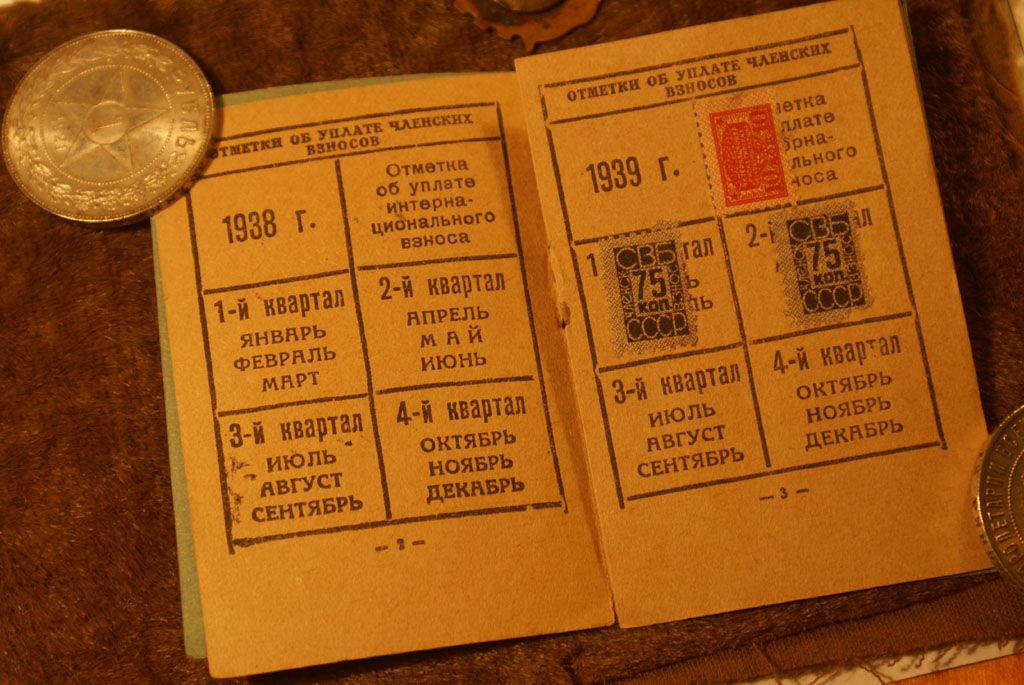 ОТМЕТКИ ОБ УПЛАТЕ ЧЛЕНСКИХ
ВЗНОСОВ
1938 г.
Отметка
об уплате
интерна-
ционального
взноса
1-й квартал
ЯНВАРЬ
ФЕВРАЛЬ
МАРТ
2-й квартал
АПРЕЛЬ
МАЙ
ИЮНЬ
3-й квартал
ИЮЛЬ
АВГУСТ
СЕНТЯБРЬ
4-й квартал
ОКТЯБРЬ
НОЯБРЬ
ДЕКАБРЬ
— 2 —
ОТМЕТКИ ОБ УПЛАТЕ ЧЛЕНСКИХ
ВЗНОСОВ
1939 г.
СВБ
75
КОП.
СССР
СВБ
75
КОП.
СССР
3-й квартал
ИЮЛЬ
АВГУСТ
СЕНТЯБРЬ
4-й квартал
ОКТЯБРЬ
НОЯБРЬ
ДЕКАБРЬ
— 3 —